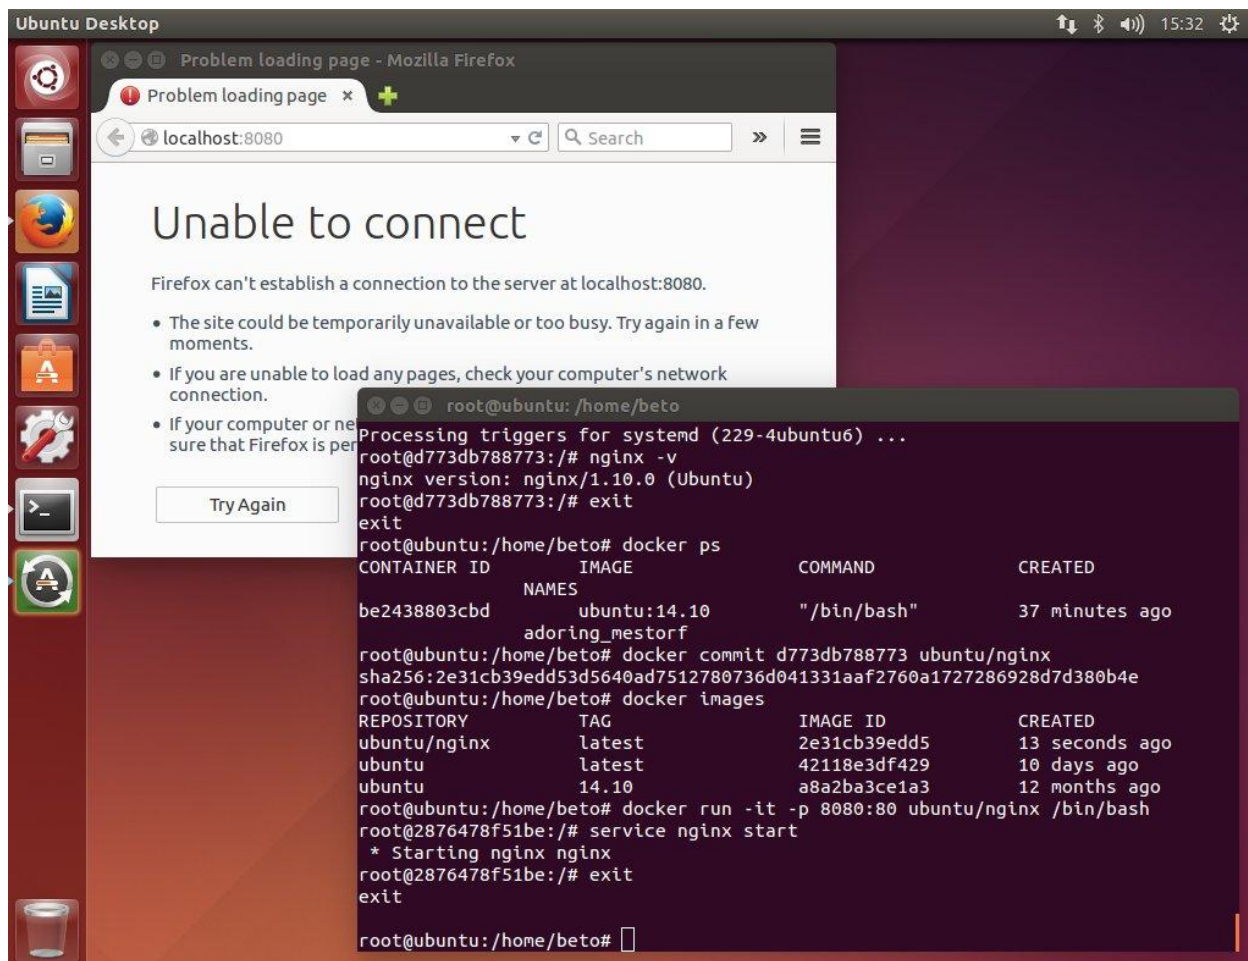 Ubuntu Desktop
15:32
Problem loading page - Mozilla Firefox
Problem loading page
localhost:8080
Search
Unable to connect
Firefox can't establish a connection to the server at localhost:8080.
• The site could be temporarily unavailable or too busy. Try again in a few
moments.
• If you are unable to load any pages, check your computer's network
connection.
• If your computer or ne
sure that Firefox is per
Try Again
root@ubuntu: /home/beto
Processing triggers for systemd (229-4ubuntu6) ...
root@d773db788773:/# nginx -v
nginx version: nginx/1.10.0 (Ubuntu)
root@d773db788773:/# exit
exit
root@ubuntu:/home/beto# docker ps
CONTAINER ID IMAGE COMMAND CREATED
NAMES
be2438803cbd ubuntu:14.10 "/bin/bash" 37 minutes ago
adoring_mestorf
root@ubuntu:/home/beto# docker commit d773db788773 ubuntu/nginx
sha256:2e31cb39edd53d5640ad7512780736d041331aaf2760a1727286928d7d380b4e
root@ubuntu:/home/beto# docker images
REPOSITORY TAG IMAGE ID CREATED
ubuntu/nginx latest 2e31cb39edd5 13 seconds ago
ubuntu latest 42118e3df429 10 days ago
ubuntu 14.10 a8a2ba3ce1a3 12 months ago
root@ubuntu:/home/beto# docker run -it -p 8080:80 ubuntu/nginx /bin/bash
root@2876478f51be:/# service nginx start
* Starting nginx nginx
root@2876478f51be:/# exit
exit
root@ubuntu:/home/beto#